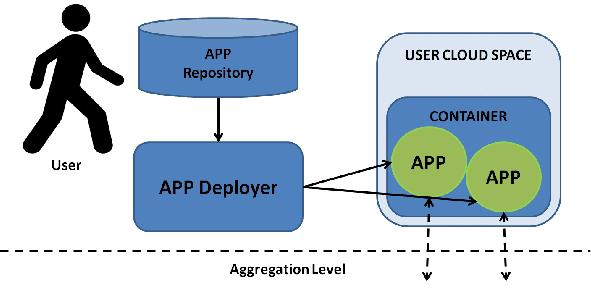 APP
Repository
USER CLOUD SPACE
CONTAINER
APP
APP
User
APP Deployer
Aggregation Level